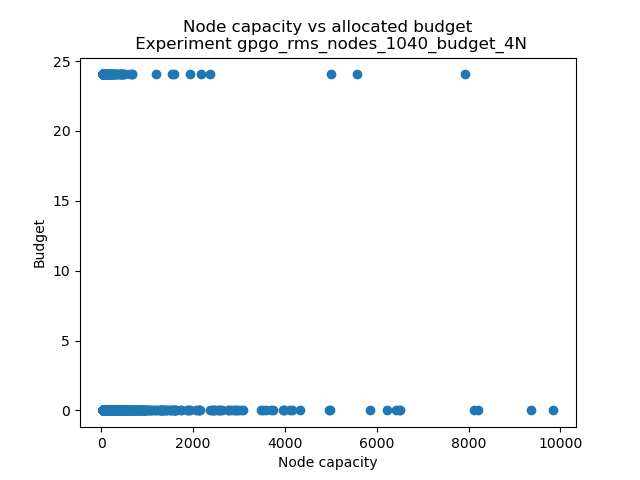 Node capacity vs allocated budget
Experiment gpgo_rms_nodes_1040_budget_4N
25
20
15
10
5
0
Budget
0 2000 4000 6000 8000 10000
Node capacity